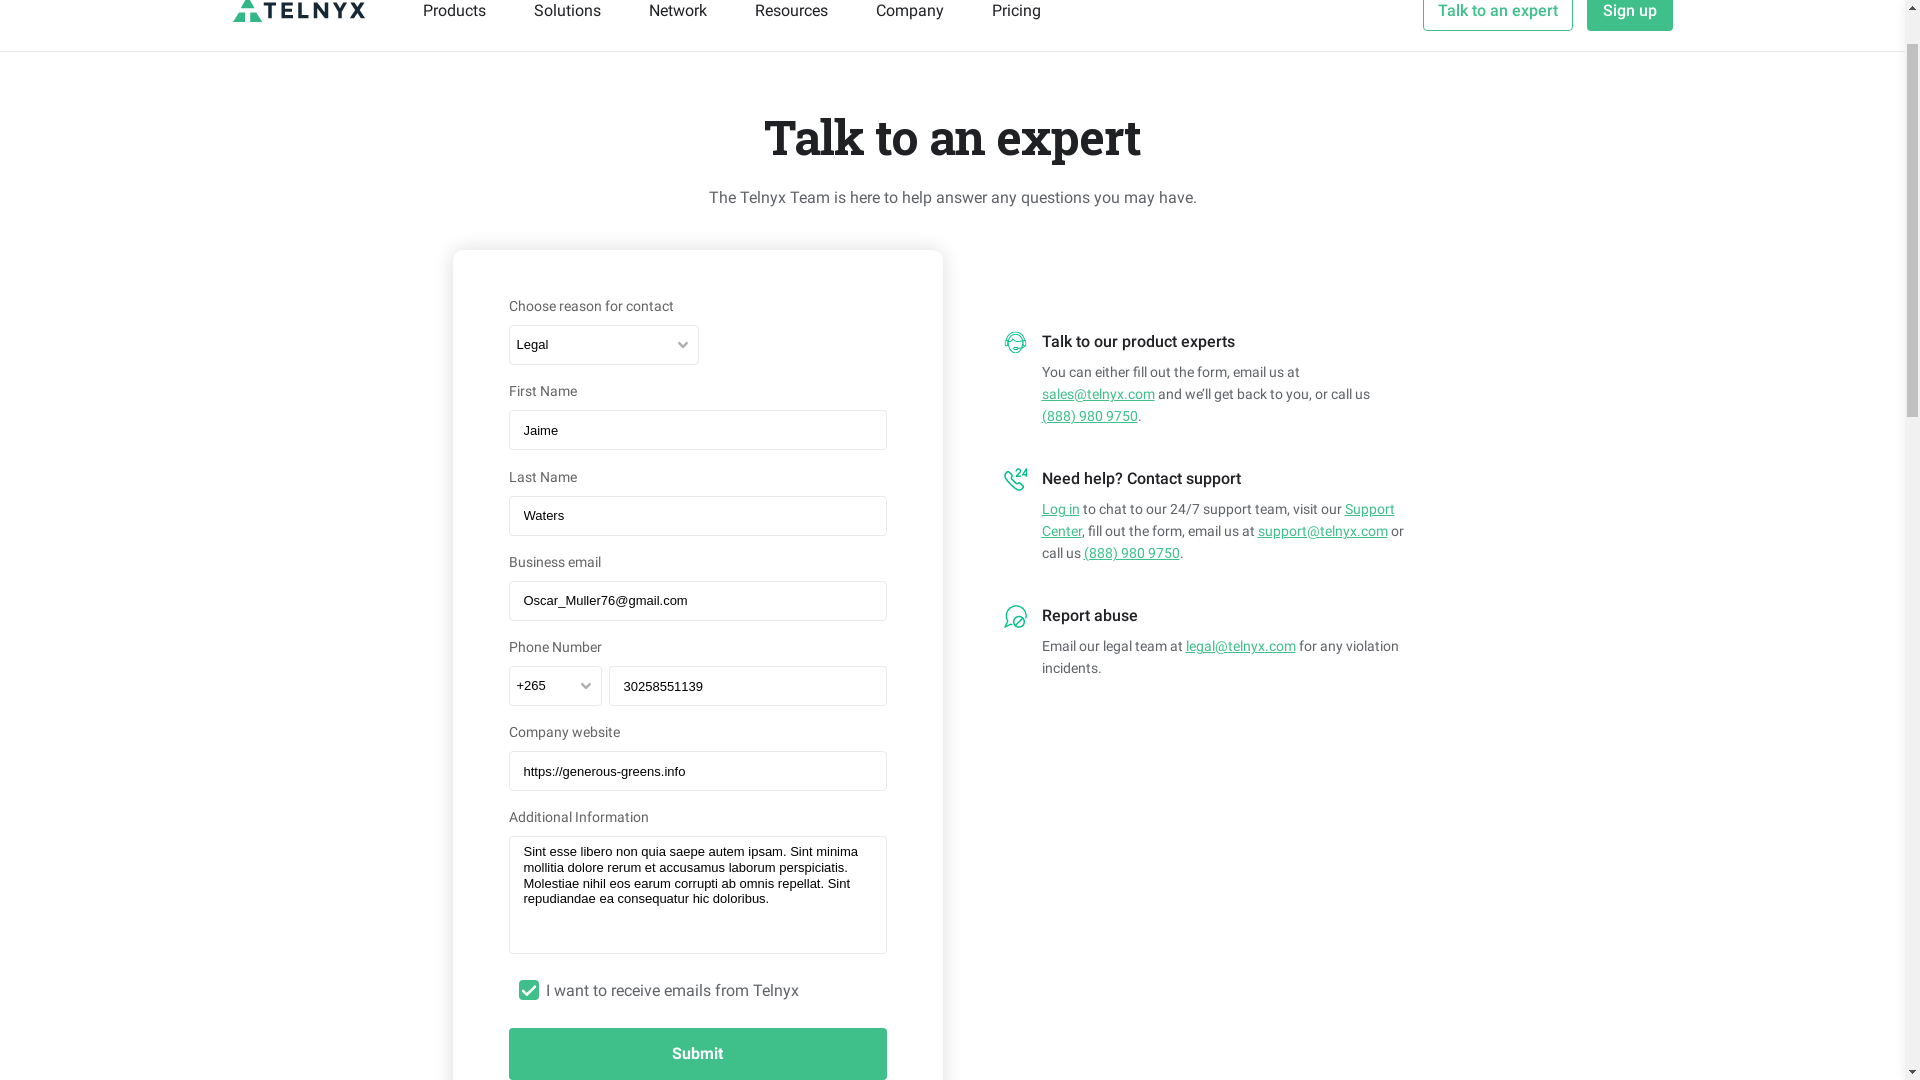 TELNYX
Products
Solutions
Network
Resources
Company
Pricing
Talk to an expert
Sign up
Talk to an expert
The Telnyx Team is here to help answer any questions you may have.
Choose reason for contact
Legal
First Name
Jaime
Last Name
Waters
Business email
Oscar_Muller76@gmail.com
Phone Number
+265
30258551139
Company website
https://generous-greens.info
Additional Information
Sint esse libero non quia saepe autem ipsam. Sint minima
mollitia dolore rerum et accusamus laborum perspiciatis.
Molestiae nihil eos earum corrupti ab omnis repellat. Sint
repudiandae ea consequatur hic doloribus.
I want to receive emails from Telnyx
Submit
Talk to our product experts
You can either fill out the form, email us at
sales@telnyx.com and we’ll get back to you, or call us
(888) 980 9750.
24
Need help? Contact support
Log in to chat to our 24/7 support team, visit our Support
Center, fill out the form, email us at support@telnyx.com or
call us (888) 980 9750.
Report abuse
Email our legal team at legal@telnyx.com for any violation
incidents.